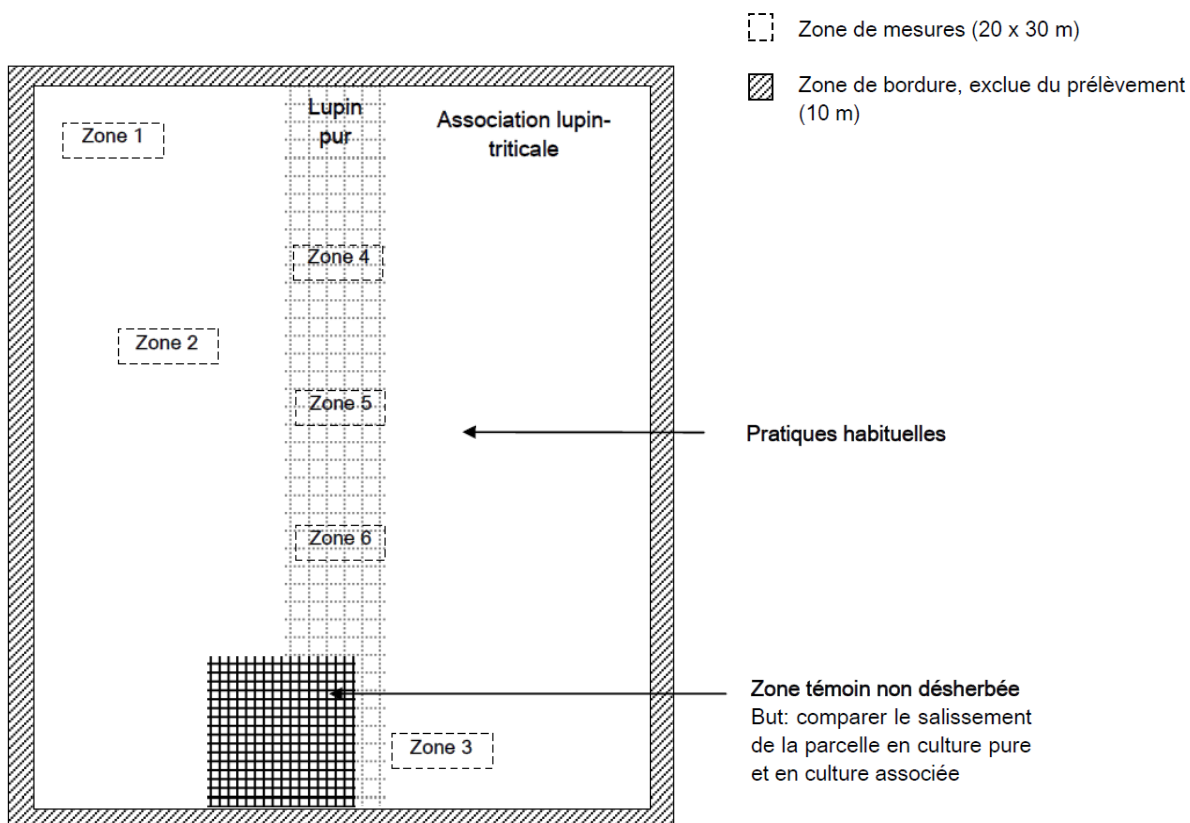 Zone de mesures (20 x 30 m)
Zone de bordure, exclue du prélèvement
(10 m)
Lupin
pur
Association lupin-
triticale
Zone 1
Zone 4
Zone 2
Zone 5
Pratiques habituelles
Zone 6
Zone témoin non désherbée
But: comparer le salissement
de la parcelle en culture pure
et en culture associée
Zone 3